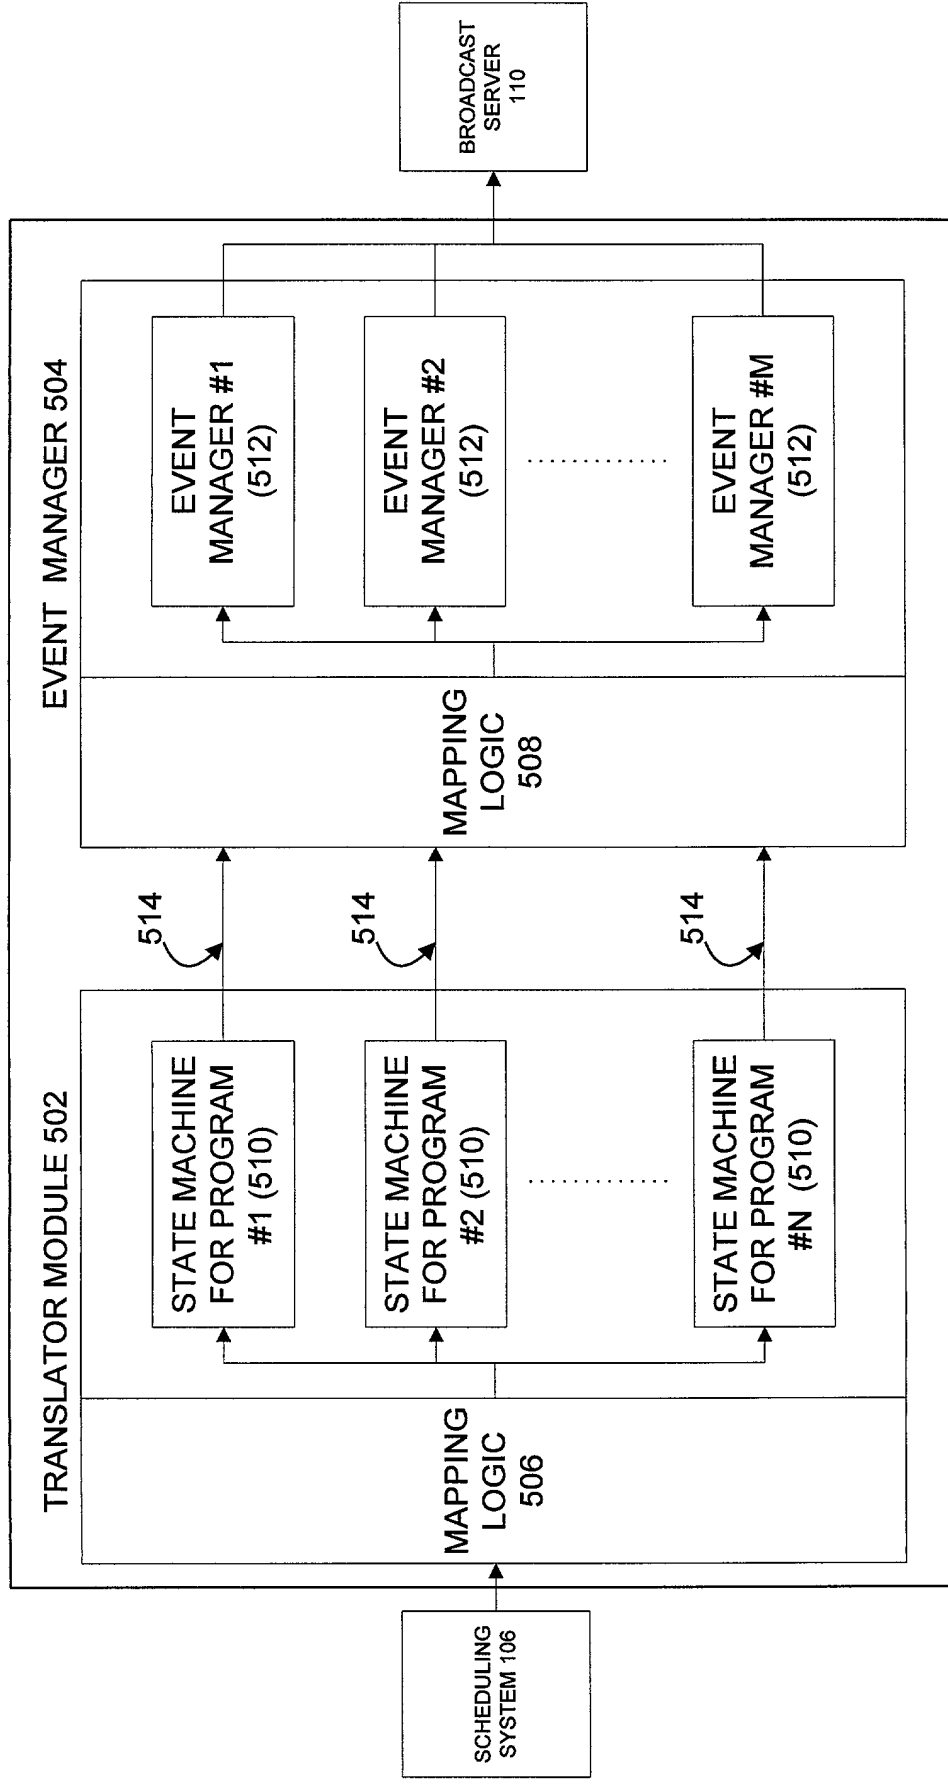 TRANSLATOR MODULE 502
EVENT MANAGER 504
SCHEDULING
SYSTEM 106
MAPPING
LOGIC
506
STATE MACHINE
FOR PROGRAM
#1 (510)
STATE MACHINE
FOR PROGRAM
#2 (510)
STATE MACHINE
FOR PROGRAM
#N (510)
514
514
514
MAPPING
LOGIC
508
EVENT
MANAGER #1
(512)
EVENT
MANAGER #2
(512)
EVENT
MANAGER #M
(512)
BROADCAST
SERVER
110